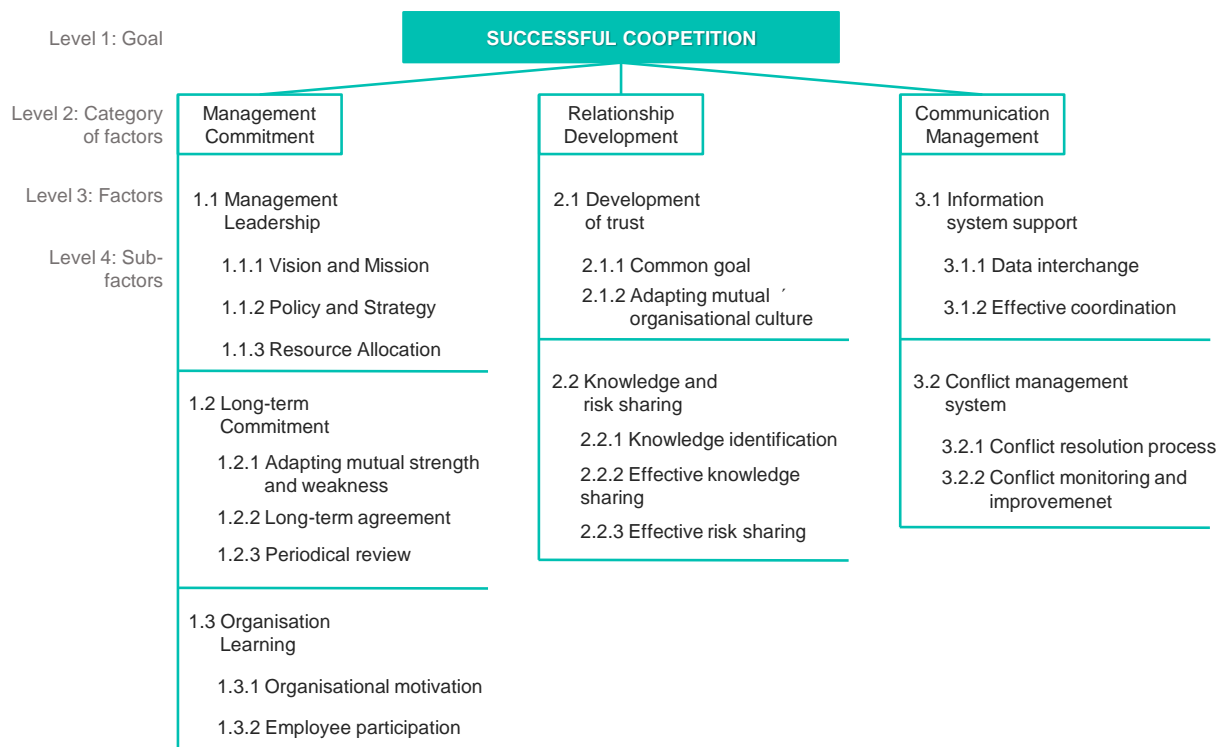 Level 1: Goal
SUCCESSFUL COOPETITION
Level 2: Category
of factors
Management
Commitment
Relationship
Development
Communication
Management
Level 3: Factors
Level 4: Sub-
factors
1.1 Management
Leadership
1.1.1 Vision and Mission
1.1.2 Policy and Strategy
1.1.3 Resource Allocation
1.2 Long-term
Commitment
1.2.1 Adapting mutual strength
and weakness
1.2.2 Long-term agreement
1.2.3 Periodical review
1.3 Organisation
Learning
1.3.1 Organisational motivation
1.3.2 Employee participation
2.1 Development
of trust
2.1.1 Common goal
2.1.2 Adapting mutual ´
organisational culture
2.2 Knowledge and
risk sharing
2.2.1 Knowledge identification
2.2.2 Effective knowledge
sharing
2.2.3 Effective risk sharing
3.1 Information
system support
3.1.1 Data interchange
3.1.2 Effective coordination
3.2 Conflict management
system
3.2.1 Conflict resolution process
3.2.2 Conflict monitoring and
improvemenet